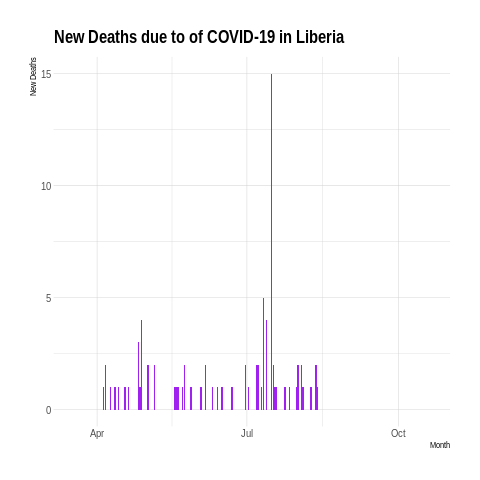 New Deaths due to of COVID-19 in Liberia
New Deaths
15
10
5
0
Apr
Jul
Oct
Month